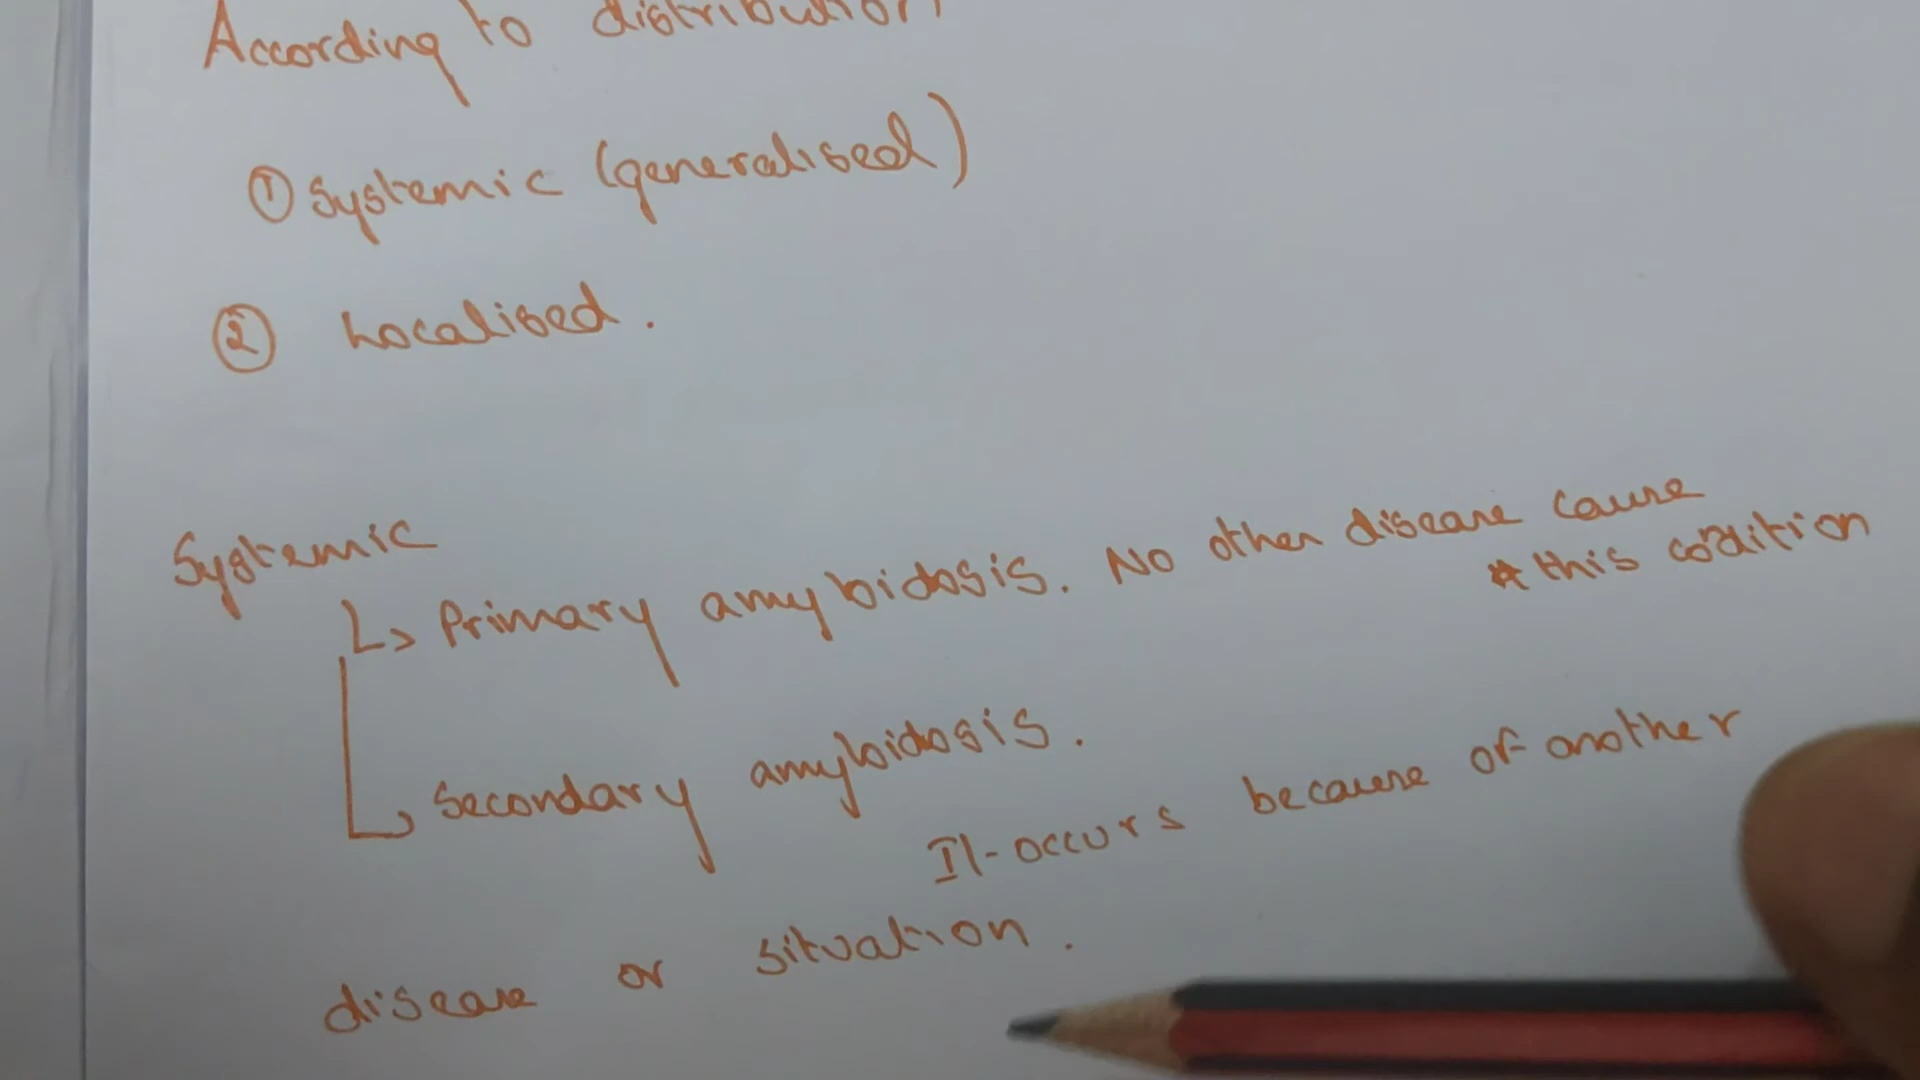 According to distribution
① Systemic (generalised)
② Localised.
Systemic
Primary amyloidosis. No other disease cause
this condition
Secondary amyloidosis.
It occurs because of another
disease or situation.